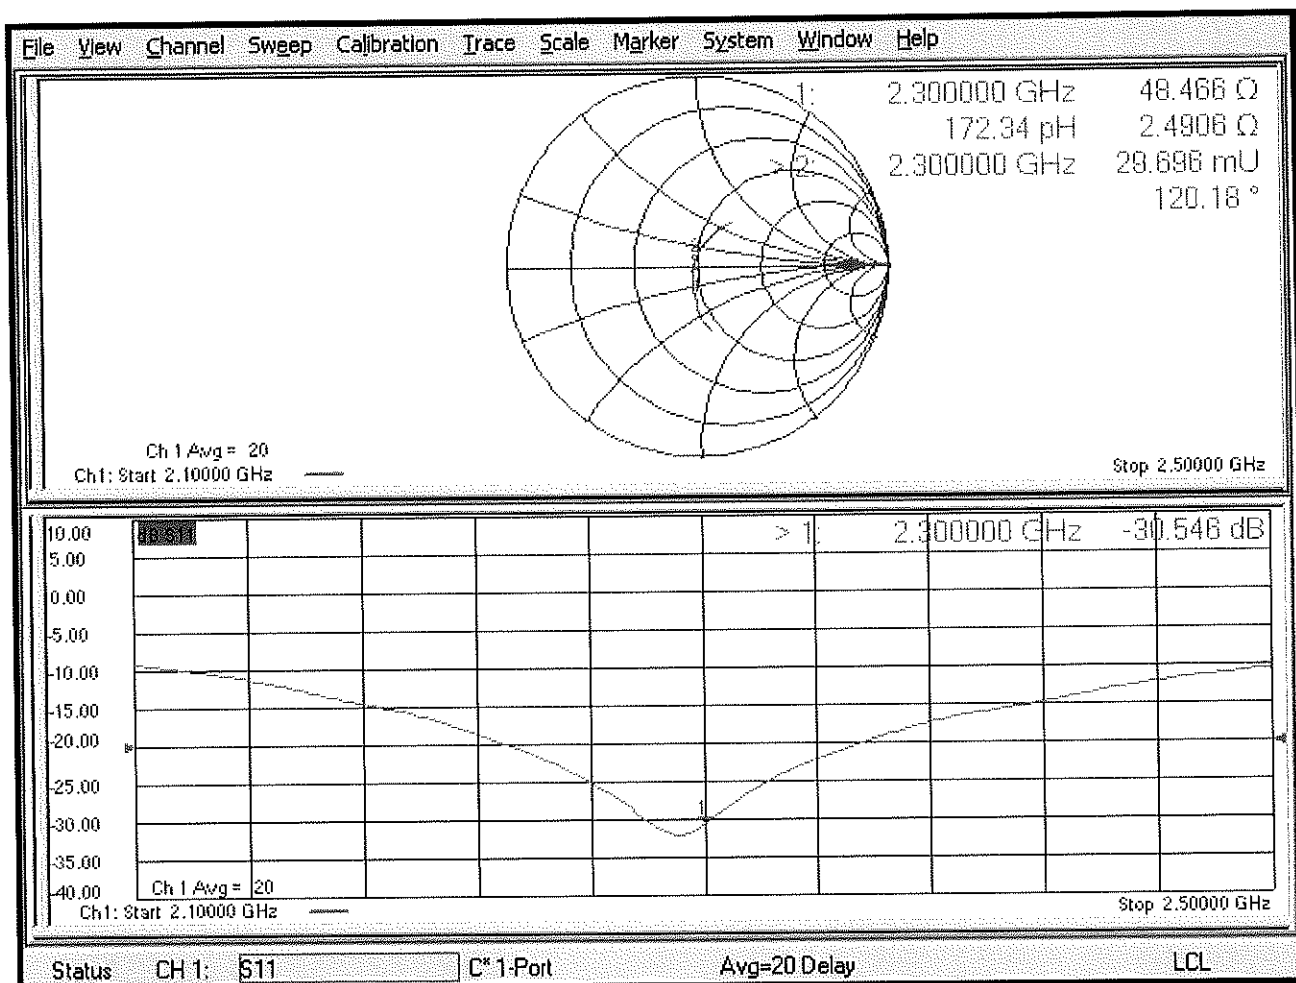 File View Channel Sweep Calibration Trace Scale Marker System Window Help
1: 2.300000 GHz 48.466 Ω
172.34 pH 2.4906 Ω
> 2: 2.300000 GHz 29.696 mU
120.18 °
Ch 1 Avg = 20
Ch1: Start 2.10000 GHz
Stop 2.50000 GHz
10.00
dB S11
> 1: 2.300000 GHz -30.546 dB
5.00
0.00
-5.00
-10.00
-15.00
-20.00
-25.00
1
-30.00
-35.00
-40.00
Ch 1 Avg = 20
Ch1: Start 2.10000 GHz
Stop 2.50000 GHz
Status CH 1: S11 C* 1-Port Avg=20 Delay LCL